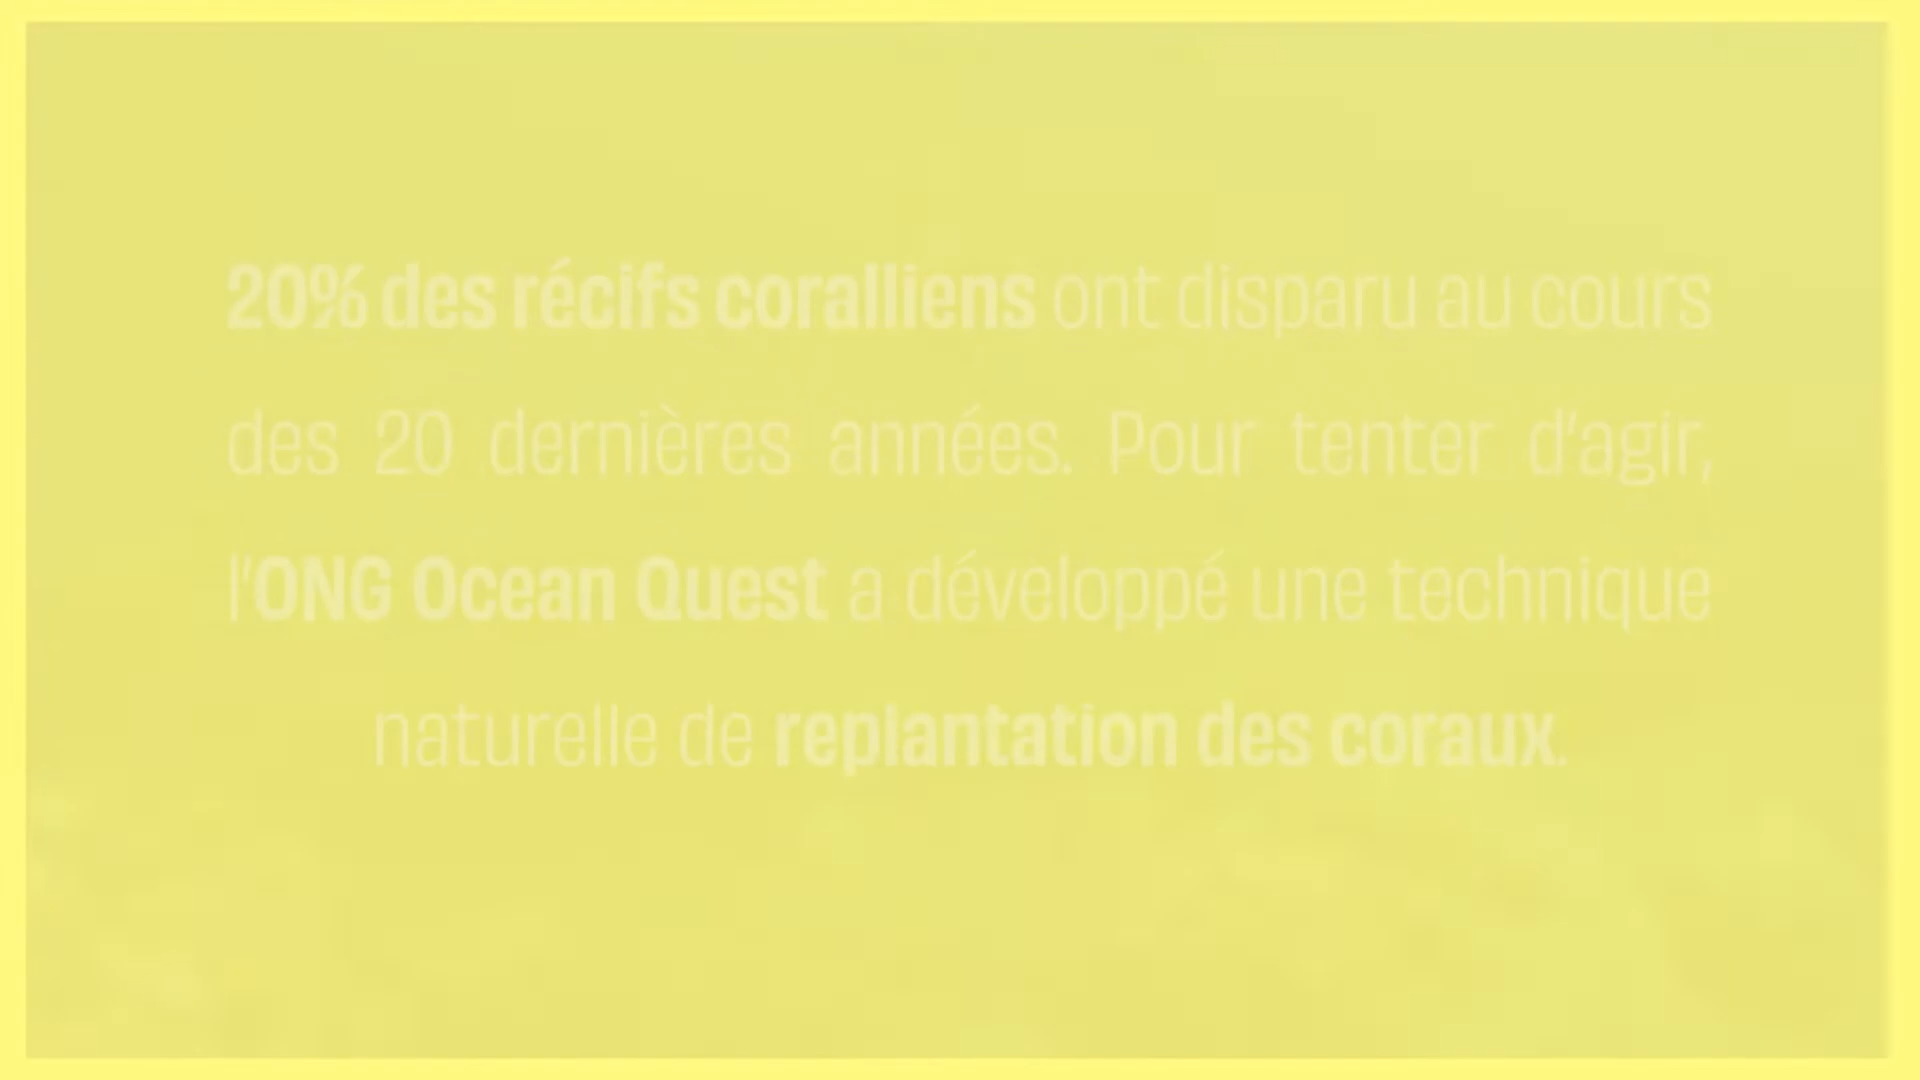 20% des récifs coralliens ont disparu au cours
des 20 dernières années. Pour tenter d'agir,
l'ONG Ocean Quest a développé une technique
naturelle de replantation des coraux.